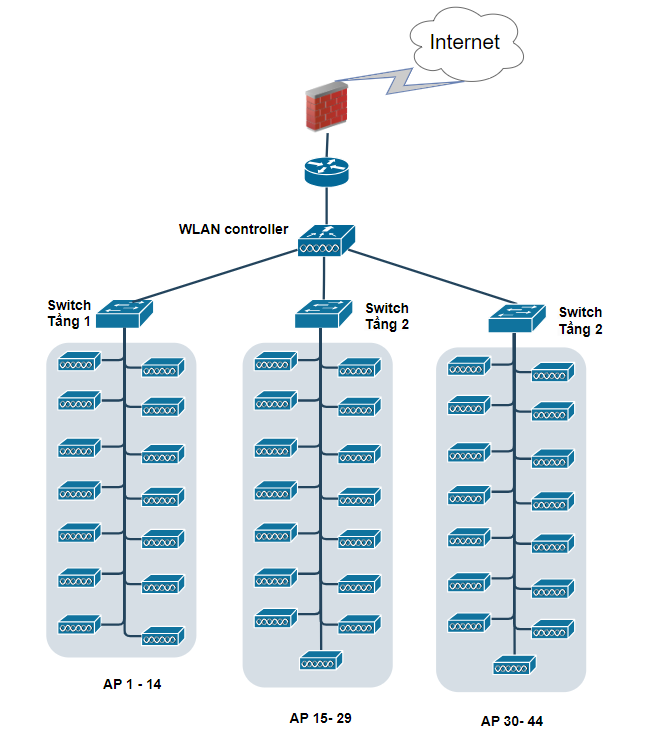 Internet
WLAN controller
Switch
Tầng 1
Switch
Tầng 2
Switch
Tầng 2
AP 1 - 14
AP 15- 29
AP 30- 44